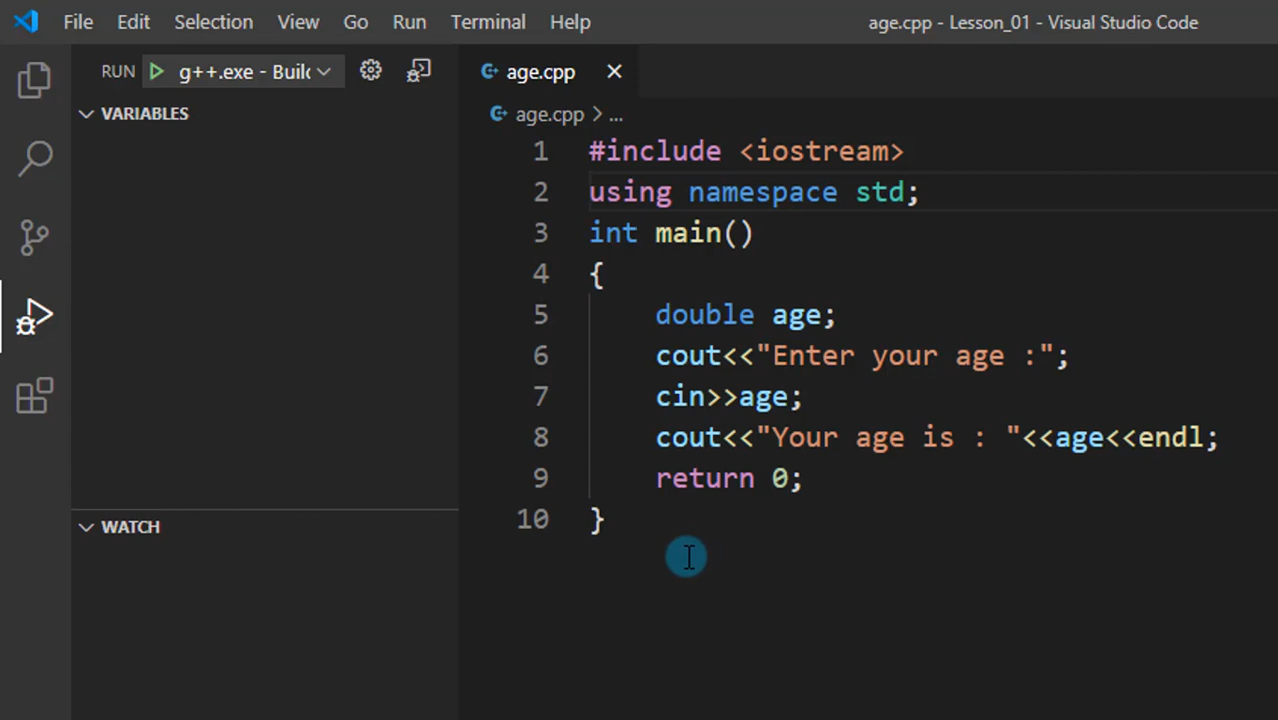 File Edit Selection View Go Run Terminal Help age.cpp - Lesson_01 - Visual Studio Code
RUN g++.exe - Build
VARIABLES
WATCH
age.cpp
age.cpp > ...
1 #include <iostream>
2 using namespace std;
3 int main()
4 {
5 double age;
6 cout<<"Enter your age :";
7 cin>>age;
8 cout<<"Your age is : "<<age<<endl;
9 return 0;
10 }